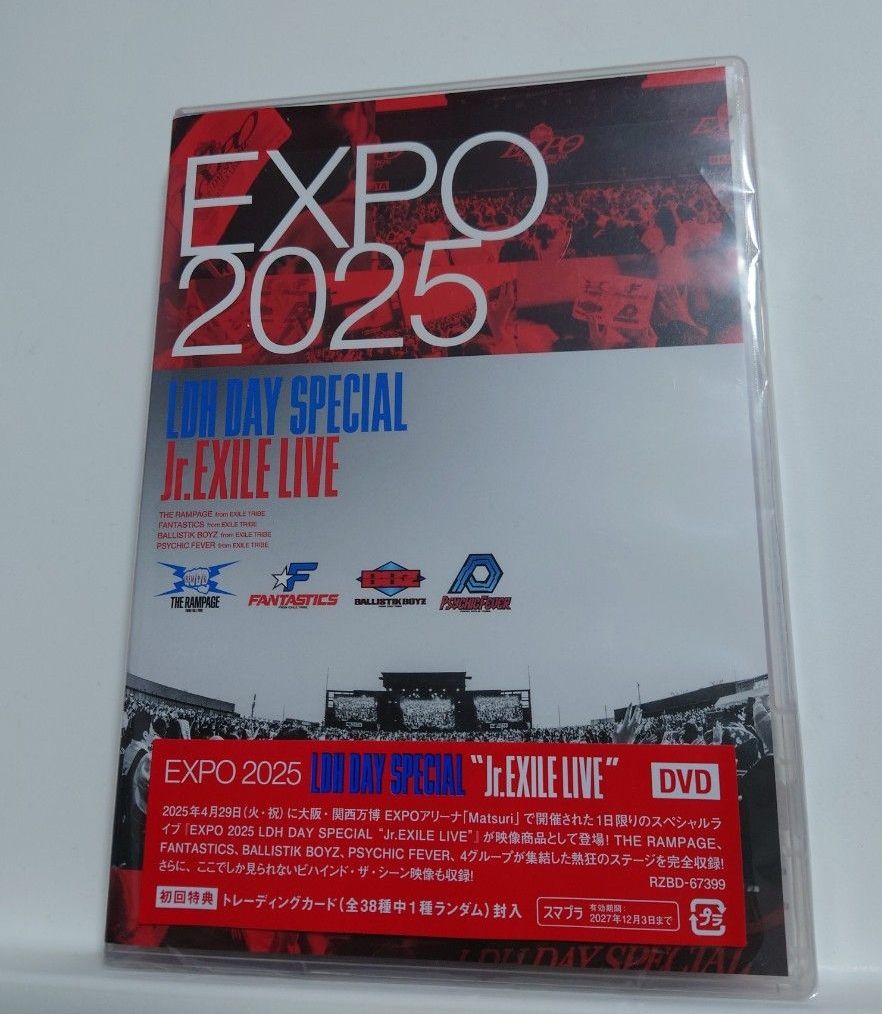 EXPO
2025
LDH DAY SPECIAL
Jr.EXILE LIVE
THE RAMPAGE from EXILE TRIBE
FANTASTICS from EXILE TRIBE
BALLISTIK BOYZ from EXILE TRIBE
PSYCHIC FEVER from EXILE TRIBE
THE RAMPAGE
FANTASTICS
BALLISTIK BOYZ
PSYCHIC FEVER
EXPO 2025 LDH DAY SPECIAL "Jr.EXILE LIVE" DVD
2025年4月29日(火・祝)に大阪・関西万博 EXPOアリーナ「Matsuri」で開催された1日限りのスペシャルラ
イブ『EXPO 2025 LDH DAY SPECIAL "Jr.EXILE LIVE"』が映像商品として登場! THE RAMPAGE、
FANTASTICS、BALLISTIK BOYZ、PSYCHIC FEVER、4グループが集結した熱狂のステージを完全収録!
さらに、ここでしか見られないビハインド・ザ・シーン映像も収録!
RZBD-67399
初回特典 トレーディングカード(全38種中1種ランダム)封入
スマプラ 有効期間:
2027年12月3日まで
プラ
LDH DAY SPECIAL